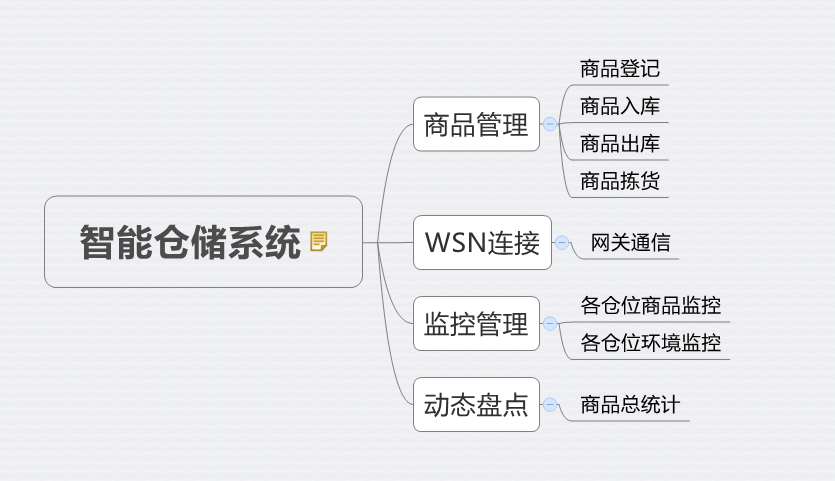 智能仓储系统
商品管理
商品登记
商品入库
商品出库
商品拣货
WSN连接
网关通信
监控管理
各仓位商品监控
各仓位环境监控
动态盘点
商品总统计